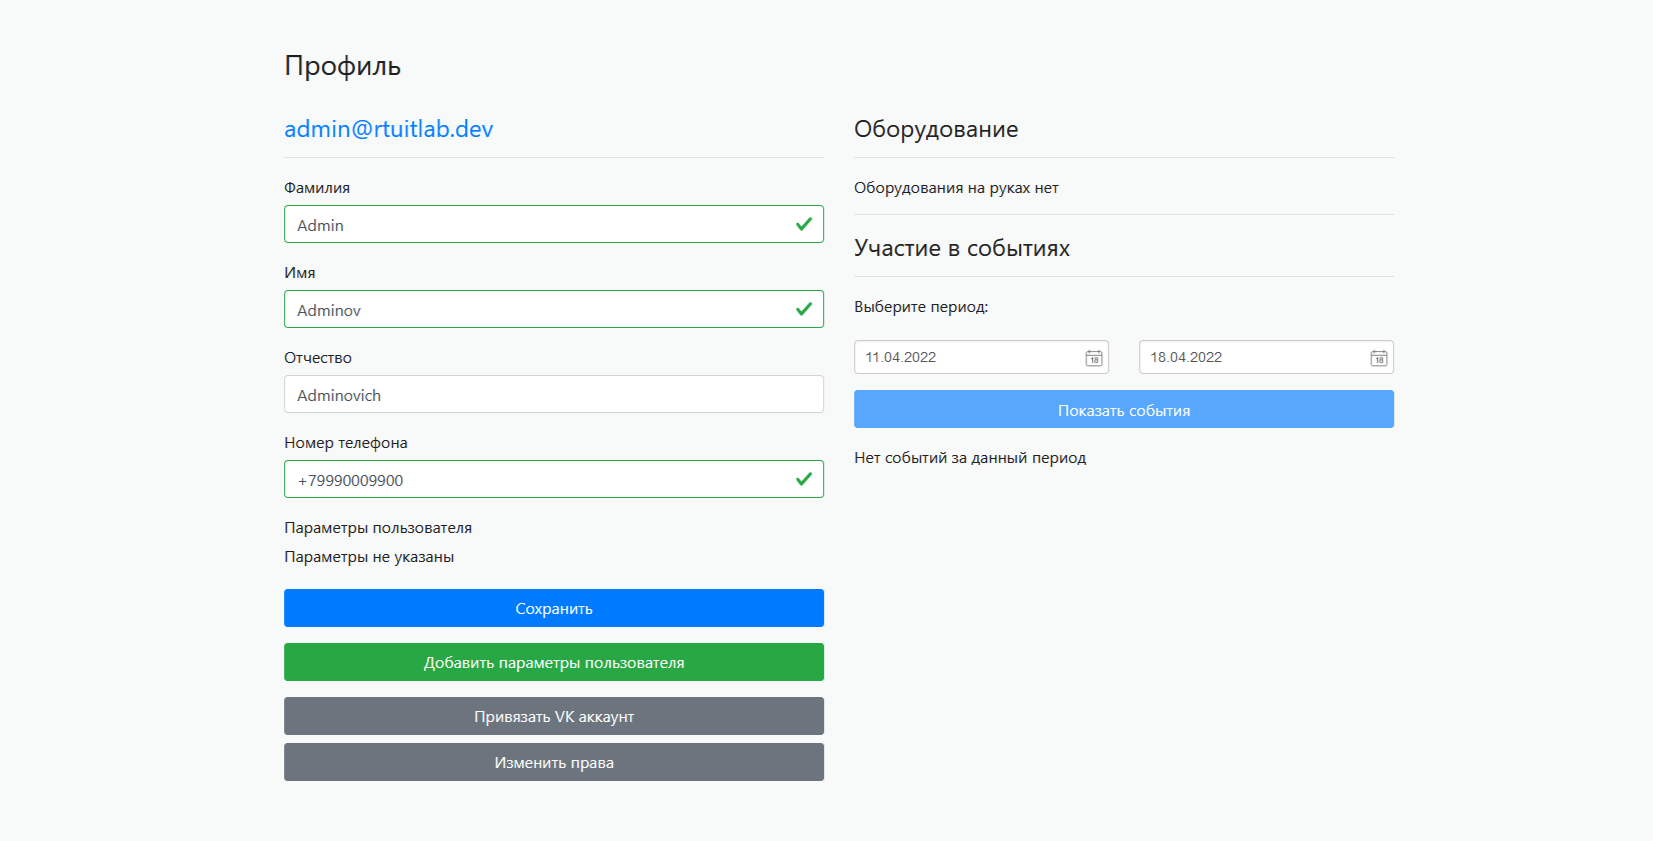 Профиль
admin@rtuitlab.dev
Фамилия
Admin
Имя
Adminov
Отчество
Adminovich
Номер телефона
+79990009900
Параметры пользователя
Параметры не указаны
Сохранить
Добавить параметры пользователя
Привязать VK аккаунт
Изменить права
Оборудование
Оборудования на руках нет
Участие в событиях
Выберите период:
11.04.2022 18 18.04.2022 18
Показать события
Нет событий за данный период